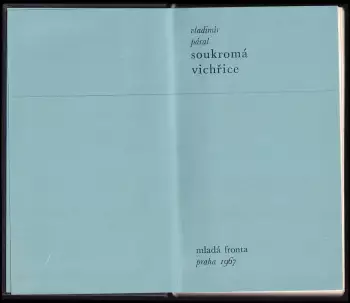 vladimír
páral
soukromá
vichřice
mladá fronta
praha 1967